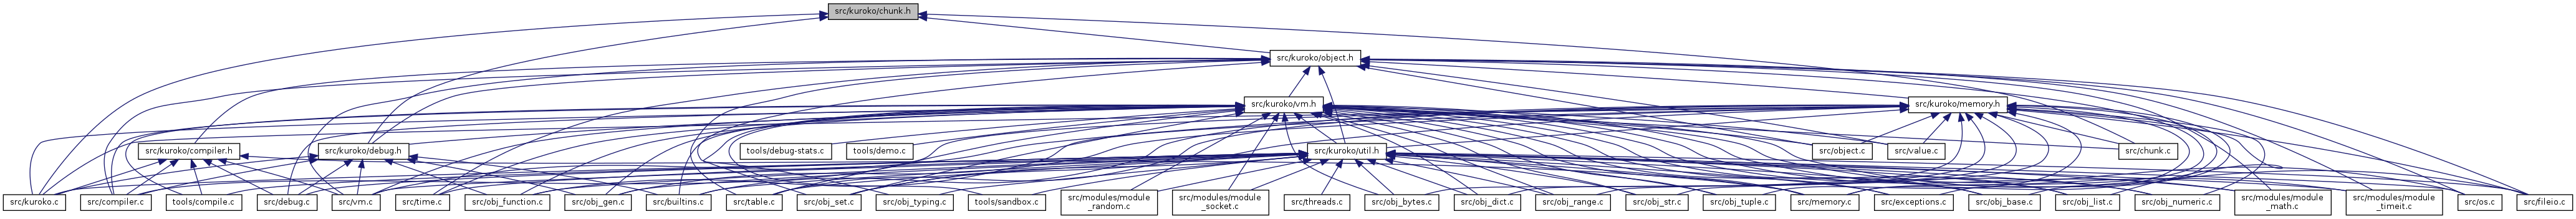 src/kuroko/chunk.h
src/kuroko/object.h
src/kuroko/vm.h
src/kuroko/memory.h
src/kuroko/compiler.h
src/kuroko/debug.h
tools/debug-stats.c
tools/demo.c
src/kuroko/util.h
src/object.c
src/value.c
src/chunk.c
src/kuroko.c
src/compiler.c
tools/compile.c
src/debug.c
src/vm.c
src/time.c
src/obj_function.c
src/obj_gen.c
src/builtins.c
src/table.c
src/obj_set.c
src/obj_typing.c
tools/sandbox.c
src/modules/module
_random.c
src/modules/module
_socket.c
src/threads.c
src/obj_bytes.c
src/obj_dict.c
src/obj_range.c
src/obj_str.c
src/obj_tuple.c
src/memory.c
src/exceptions.c
src/obj_base.c
src/obj_list.c
src/obj_numeric.c
src/modules/module
_math.c
src/modules/module
_timeit.c
src/os.c
src/fileio.c